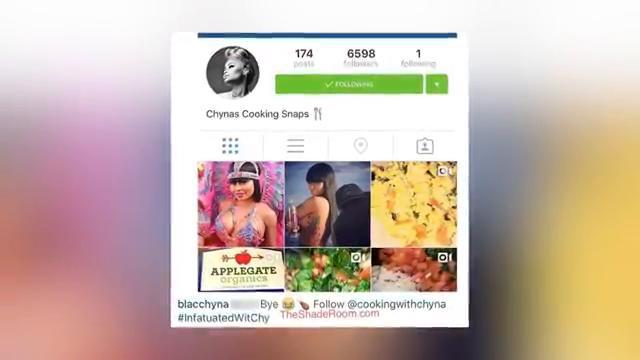 174 6598 1
posts followers following
FOLLOWING
Chynas Cooking Snaps
APPLEGATE
organics
blacchyna Bye Follow @cookingwithchyna
#InfatuatedWitChy
TheShadeRoom.com